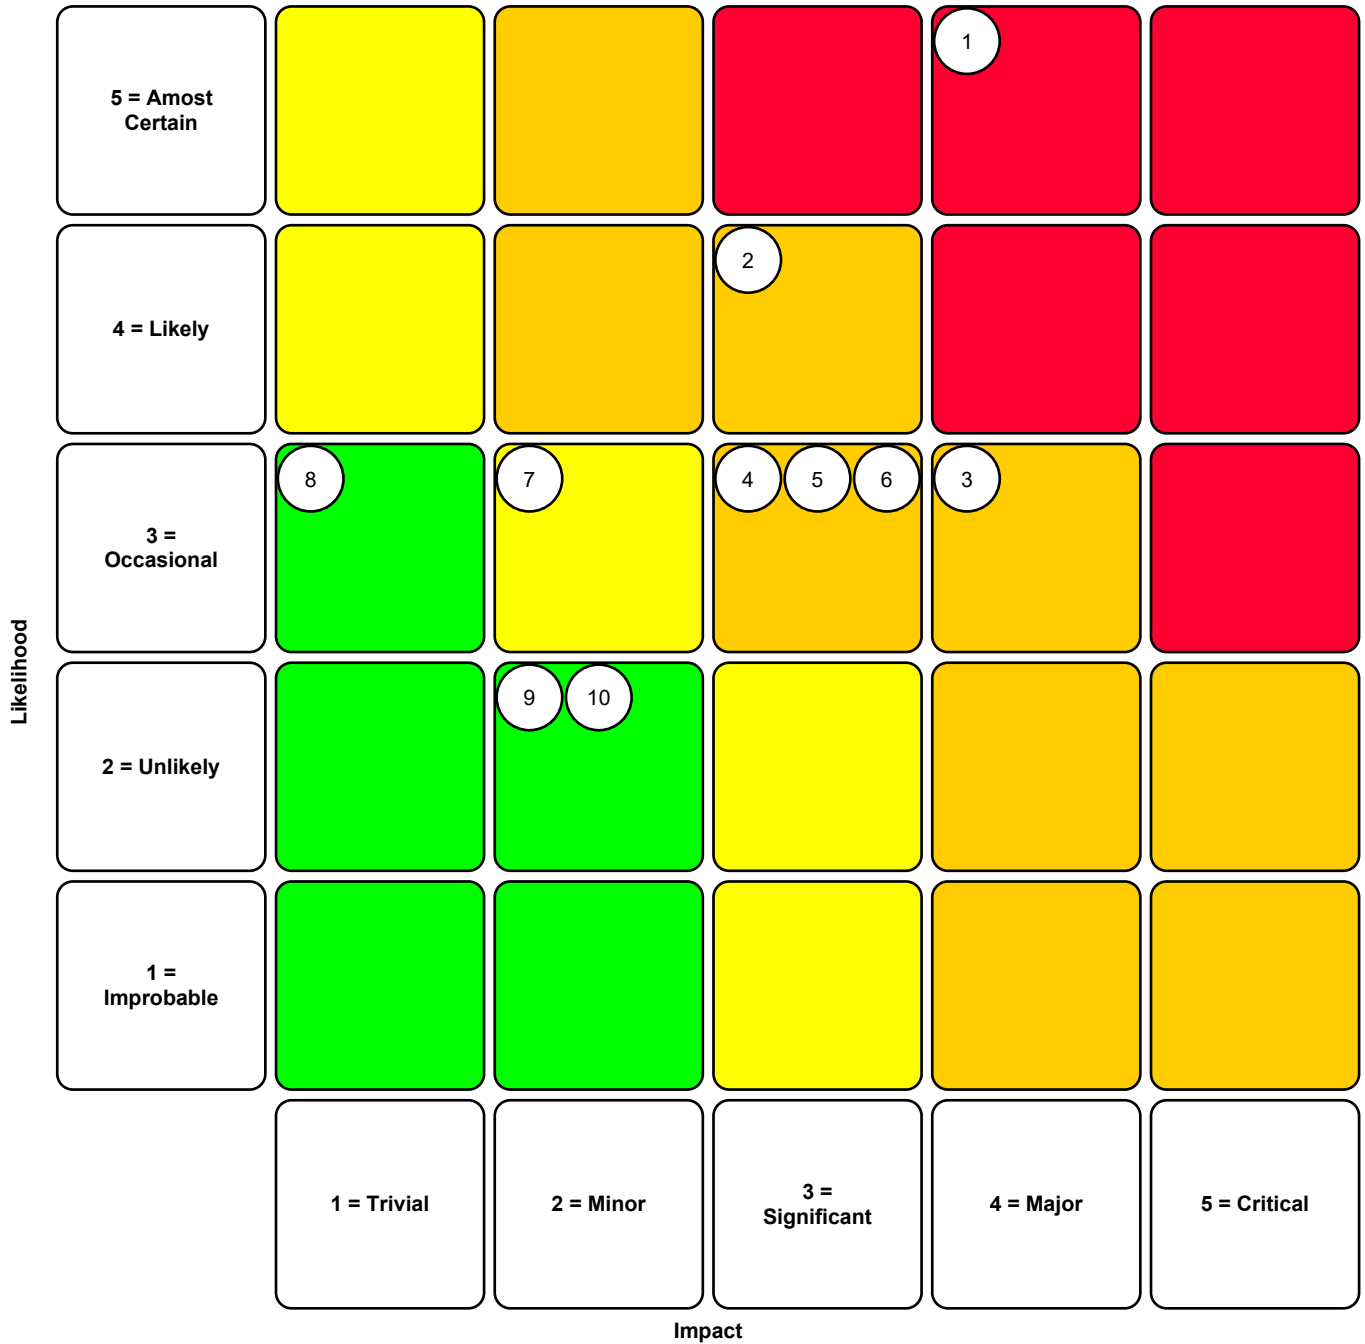 5 = Amost
Certain
1
4 = Likely
2
3 =
Occasional
8
7
4 5 6
3
Likelihood
2 = Unlikely
9 10
1 =
Improbable
1 = Trivial
2 = Minor
3 =
Significant
4 = Major
5 = Critical
Impact